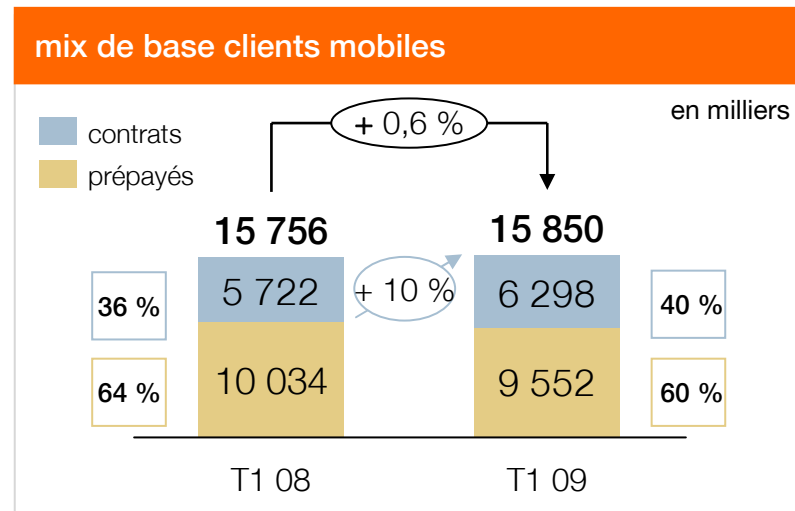 mix de base clients mobiles
en milliers
contrats
prépayés
+ 0,6 %
15 756
15 850
36 %
5 722
+ 10 %
6 298
40 %
64 %
10 034
9 552
60 %
T1 08
T1 09